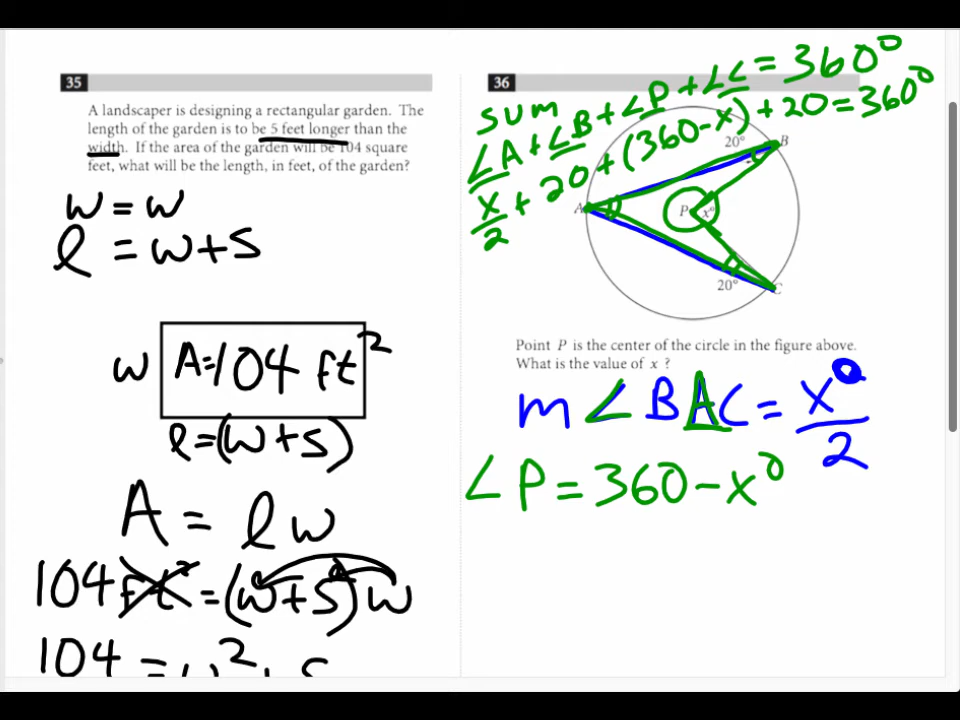 35
A landscaper is designing a rectangular garden. The
length of the garden is to be 5 feet longer than the
width. If the area of the garden will be 104 square
feet, what will be the length, in feet, of the garden?
w = w
l = w+5
w A=104 ft²
l=(w+5)
A = lw
104 ft² = (w+5)w
104 = w²+5
36
sum
∠A+∠B+∠P+∠C=360°
x/2+20+(360-x)+20=360°
20°
B
A
P
x°
20°
C
Point P is the center of the circle in the figure above.
What is the value of x ?
m∠BAC=x°/2
∠P=360-x°